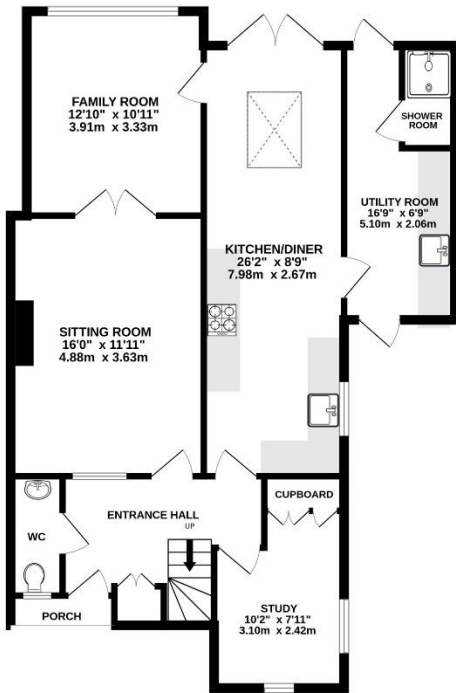 FAMILY ROOM
12'10" x 10'11"
3.91m x 3.33m
SHOWER
ROOM
UTILITY ROOM
16'9" x 6'9"
5.10m x 2.06m
KITCHEN/DINER
26'2" x 8'9"
7.98m x 2.67m
SITTING ROOM
16'0" x 11'11"
4.88m x 3.63m
CUPBOARD
ENTRANCE HALL
UP
WC
PORCH
STUDY
10'2" x 7'11"
3.10m x 2.42m